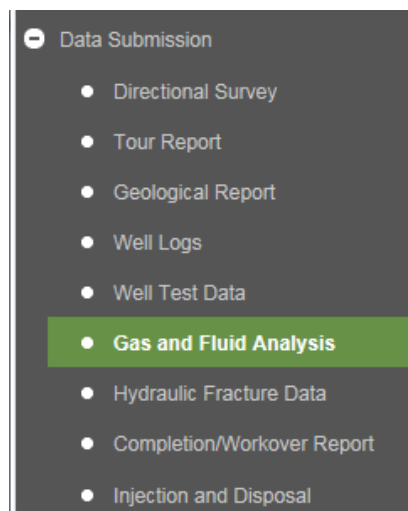 Data Submission
Directional Survey
Tour Report
Geological Report
Well Logs
Well Test Data
Gas and Fluid Analysis
Hydraulic Fracture Data
Completion/Workover Report
Injection and Disposal